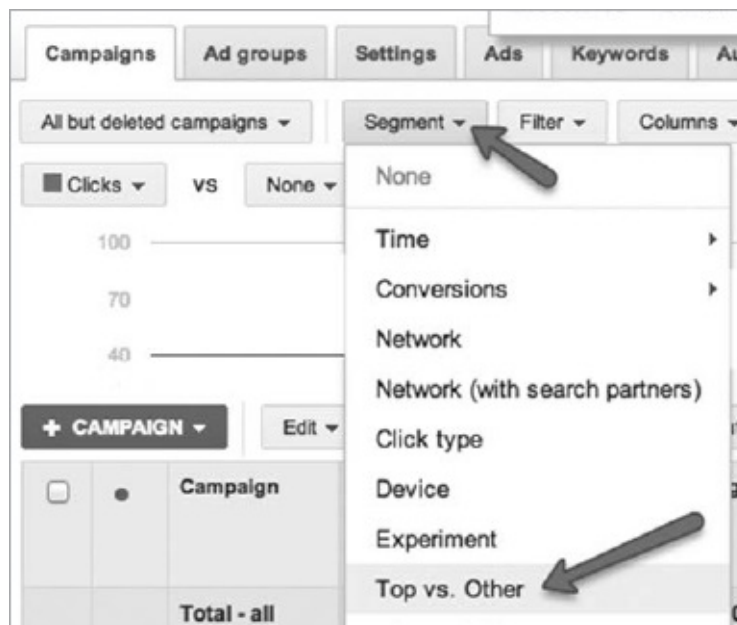 Campaigns Ad groups Settings Ads Keywords
All but deleted campaigns Segment Filter Columns
Clicks VS None
None
100
Time
70
Conversions
40
Network
Network (with search partners)
+ CAMPAIGN Edit
Click type
Campaign
Device
Experiment
Top vs. Other
Total - all